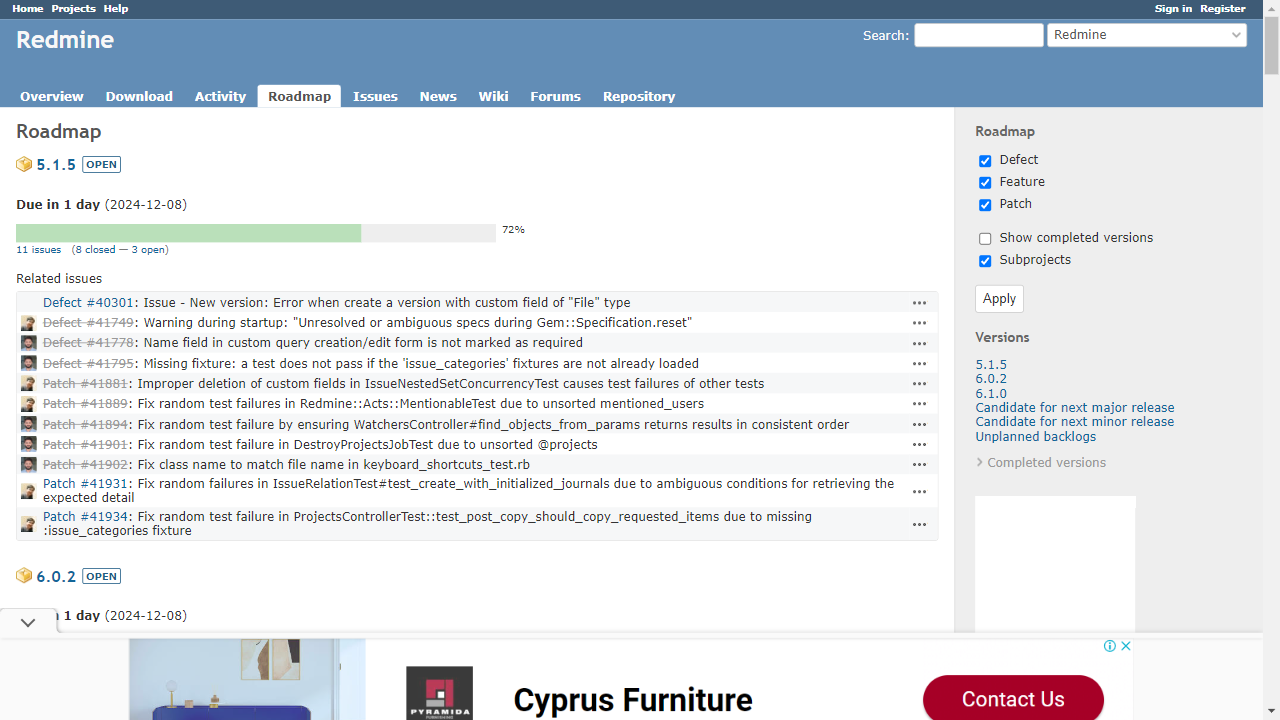 Home Projects Help Sign in Register
Redmine
Search: Redmine
Overview Download Activity Roadmap Issues News Wiki Forums Repository
Roadmap
5.1.5 OPEN
Due in 1 day (2024-12-08)
72%
11 issues (8 closed — 3 open)
Related issues
Defect #40301: Issue - New version: Error when create a version with custom field of "File" type
Defect #41749: Warning during startup: "Unresolved or ambiguous specs during Gem::Specification.reset"
Defect #41778: Name field in custom query creation/edit form is not marked as required
Defect #41795: Missing fixture: a test does not pass if the 'issue_categories' fixtures are not already loaded
Patch #41881: Improper deletion of custom fields in IssueNestedSetConcurrencyTest causes test failures of other tests
Patch #41889: Fix random test failures in Redmine::Acts::MentionableTest due to unsorted mentioned_users
Patch #41894: Fix random test failure by ensuring WatchersController#find_objects_from_params returns results in consistent order
Patch #41901: Fix random test failure in DestroyProjectsJobTest due to unsorted @projects
Patch #41902: Fix class name to match file name in keyboard_shortcuts_test.rb
Patch #41931: Fix random failures in IssueRelationTest#test_create_with_initialized_journals due to ambiguous conditions for retrieving the
expected detail
Patch #41934: Fix random test failure in ProjectsControllerTest::test_post_copy_should_copy_requested_items due to missing
:issue_categories fixture
6.0.2 OPEN
1 day (2024-12-08)
Roadmap
Defect
Feature
Patch
Show completed versions
Subprojects
Apply
Versions
5.1.5
6.0.2
6.1.0
Candidate for next major release
Candidate for next minor release
Unplanned backlogs
Completed versions
PYRAMIDA
Cyprus Furniture
Contact Us